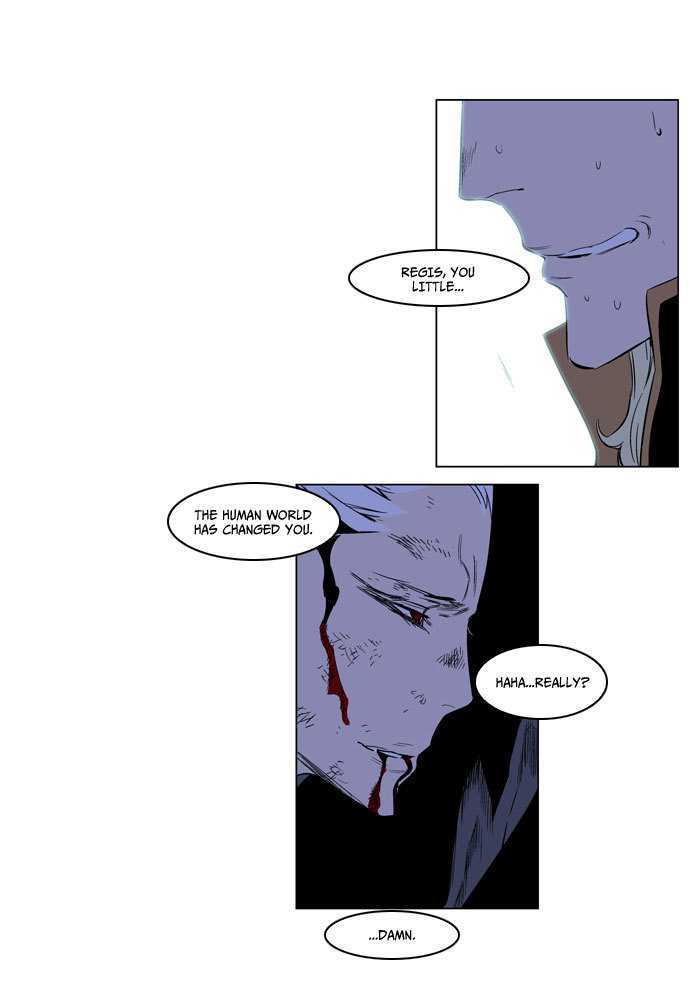 REGIS, YOU
LITTLE...
THE HUMAN WORLD
HAS CHANGED YOU.
HAHA...REALLY?
...DAMN.